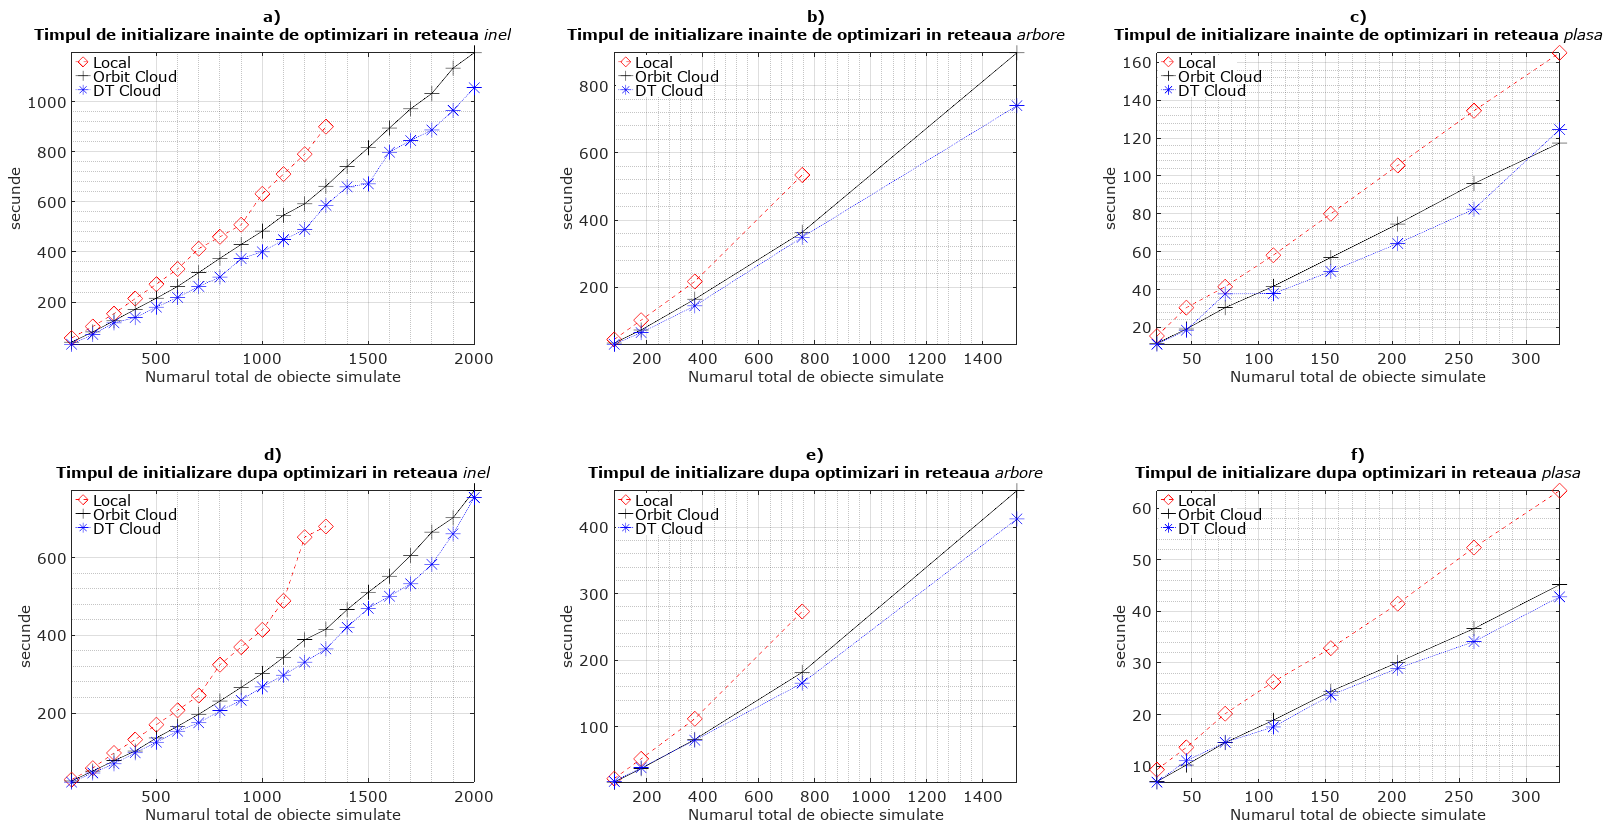 a)
Timpul de initializare inainte de optimizari in reteaua inel
Local
Orbit Cloud
DT Cloud
secunde
1000
800
600
400
200
500
1000
1500
2000
Numarul total de obiecte simulate
b)
Timpul de initializare inainte de optimizari in reteaua arbore
Local
Orbit Cloud
DT Cloud
secunde
800
600
400
200
200
400
600
800
1000
1200
1400
Numarul total de obiecte simulate
c)
Timpul de initializare inainte de optimizari in reteaua plasa
Local
Orbit Cloud
DT Cloud
secunde
160
140
120
100
80
60
40
20
50
100
150
200
250
300
Numarul total de obiecte simulate
d)
Timpul de initializare dupa optimizari in reteaua inel
Local
Orbit Cloud
DT Cloud
secunde
600
400
200
500
1000
1500
2000
Numarul total de obiecte simulate
e)
Timpul de initializare dupa optimizari in reteaua arbore
Local
Orbit Cloud
DT Cloud
secunde
400
300
200
100
200
400
600
800
1000
1200
1400
Numarul total de obiecte simulate
f)
Timpul de initializare dupa optimizari in reteaua plasa
Local
Orbit Cloud
DT Cloud
secunde
60
50
40
30
20
10
50
100
150
200
250
300
Numarul total de obiecte simulate